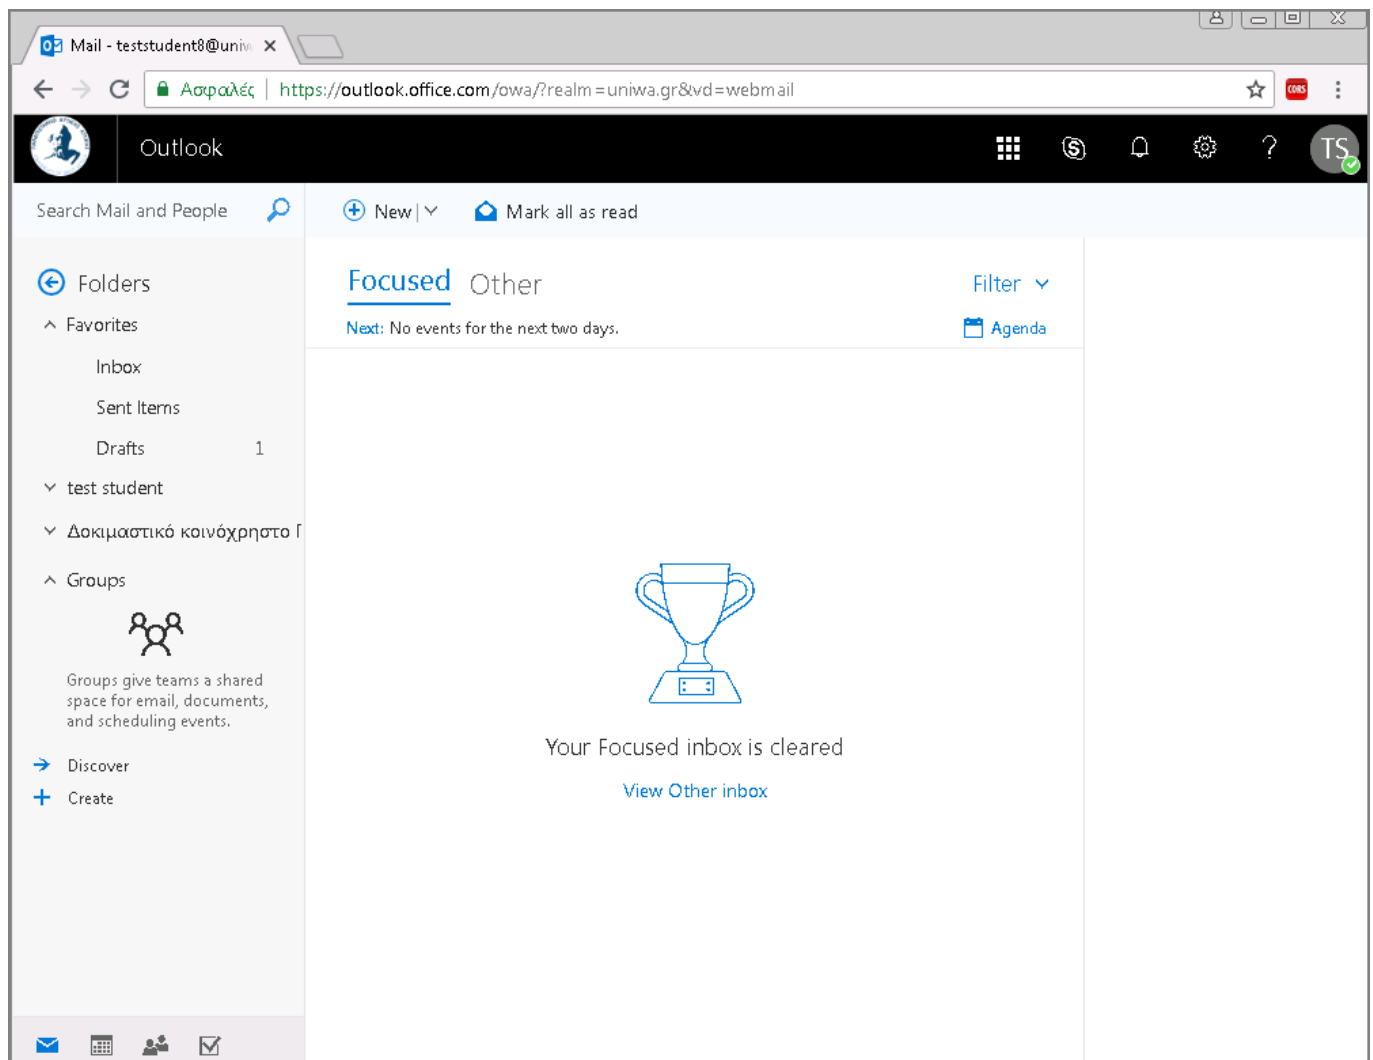 Mail - teststudent8@uniw
Ασφαλές | https://outlook.office.com/owa/?realm=uniwa.gr&vd=webmail
CORS
Outlook
TS
Search Mail and People
New
Mark all as read
Folders
Focused Other
Filter
Favorites
Next: No events for the next two days.
Agenda
Inbox
Sent Items
Drafts 1
test student
Δοκιμαστικό κοινόχρηστο Γ
Groups
Groups give teams a shared
space for email, documents,
and scheduling events.
Your Focused inbox is cleared
Discover
View Other inbox
Create